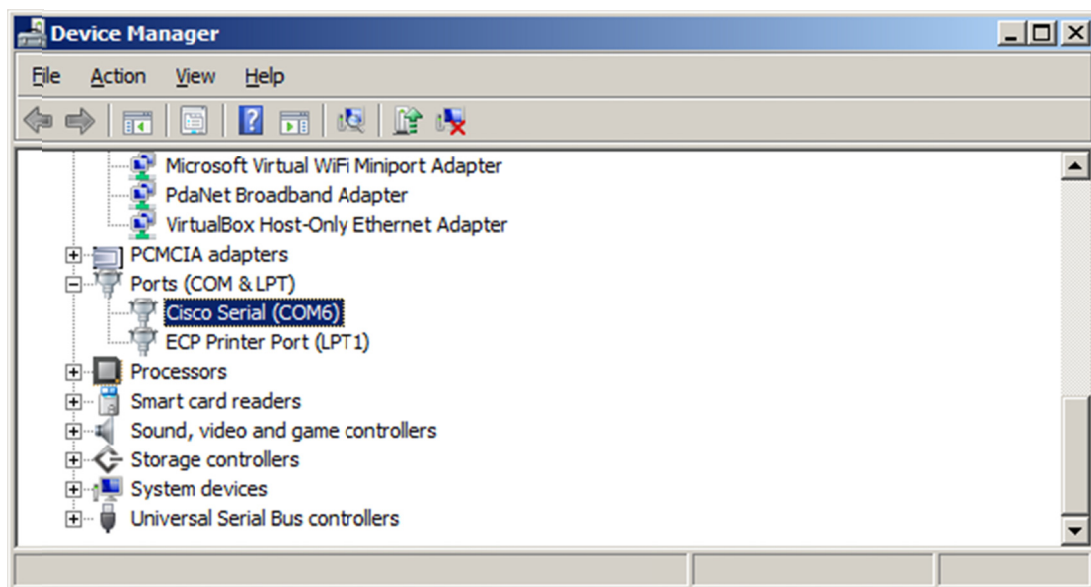 Device Manager
File Action View Help
Microsoft Virtual WiFi Miniport Adapter
PdaNet Broadband Adapter
VirtualBox Host-Only Ethernet Adapter
PCMCIA adapters
Ports (COM & LPT)
Cisco Serial (COM6)
ECP Printer Port (LPT1)
Processors
Smart card readers
Sound, video and game controllers
Storage controllers
System devices
Universal Serial Bus controllers